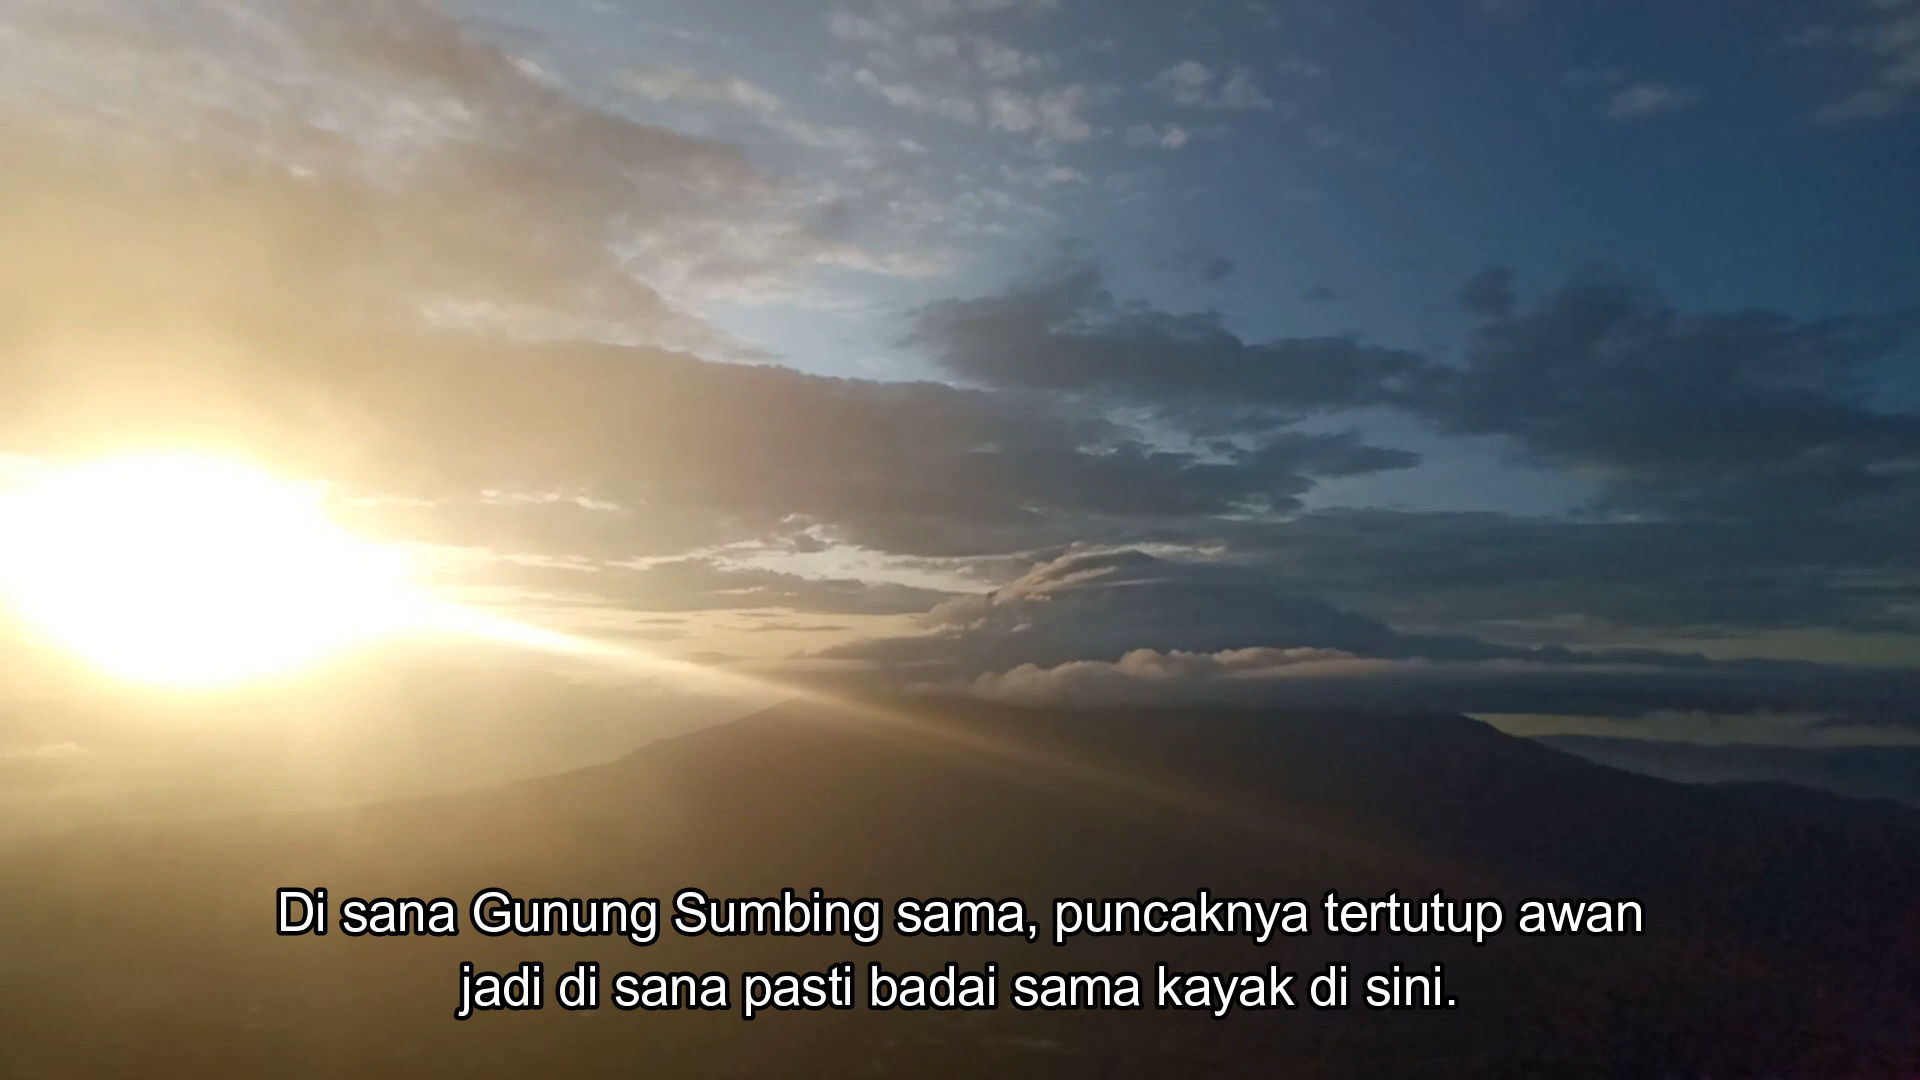 Di sana Gunung Sumbing sama, puncaknya tertutup awan
jadi di sana pasti badai sama kayak di sini.